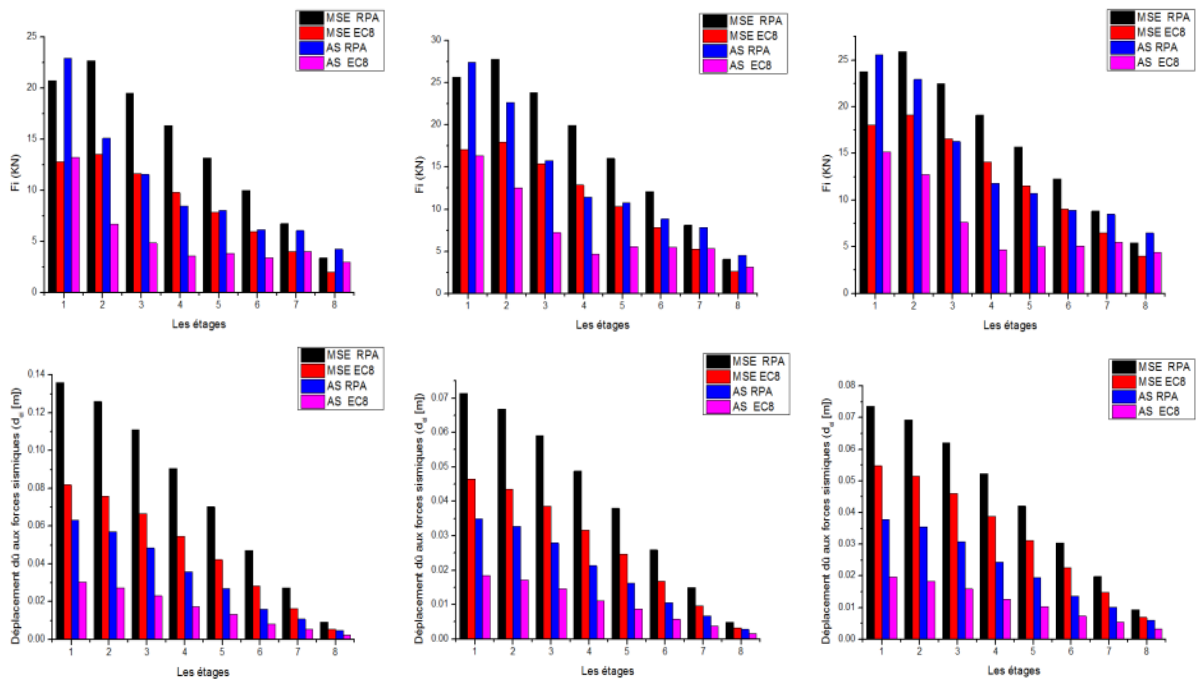 MSE RPA
MSE EC8
AS RPA
AS EC8
25
20
15
10
5
0
Fi (KN)
1 2 3 4 5 6 7 8
Les étages
MSE RPA
MSE EC8
AS RPA
AS EC8
30
25
20
15
10
5
0
Fi (KN)
1 2 3 4 5 6 7 8
Les étages
MSE RPA
MSE EC8
AS RPA
AS EC8
25
20
15
10
5
0
Fi (KN)
1 2 3 4 5 6 7 8
Les étages
MSE RPA
MSE EC8
AS RPA
AS EC8
0.14
0.12
0.10
0.08
0.06
0.04
0.02
0.00
Déplacement dû aux forces sismiques (d [m])
1 2 3 4 5 6 7 8
Les étages
MSE RPA
MSE EC8
AS RPA
AS EC8
0.07
0.06
0.05
0.04
0.03
0.02
0.01
0.00
Déplacement dû aux forces sismiques (d [m])
1 2 3 4 5 6 7 8
Les étages
MSE RPA
MSE EC8
AS RPA
AS EC8
0.08
0.07
0.06
0.05
0.04
0.03
0.02
0.01
0.00
Déplacement dû aux forces sismiques (d [m])
1 2 3 4 5 6 7 8
Les étages